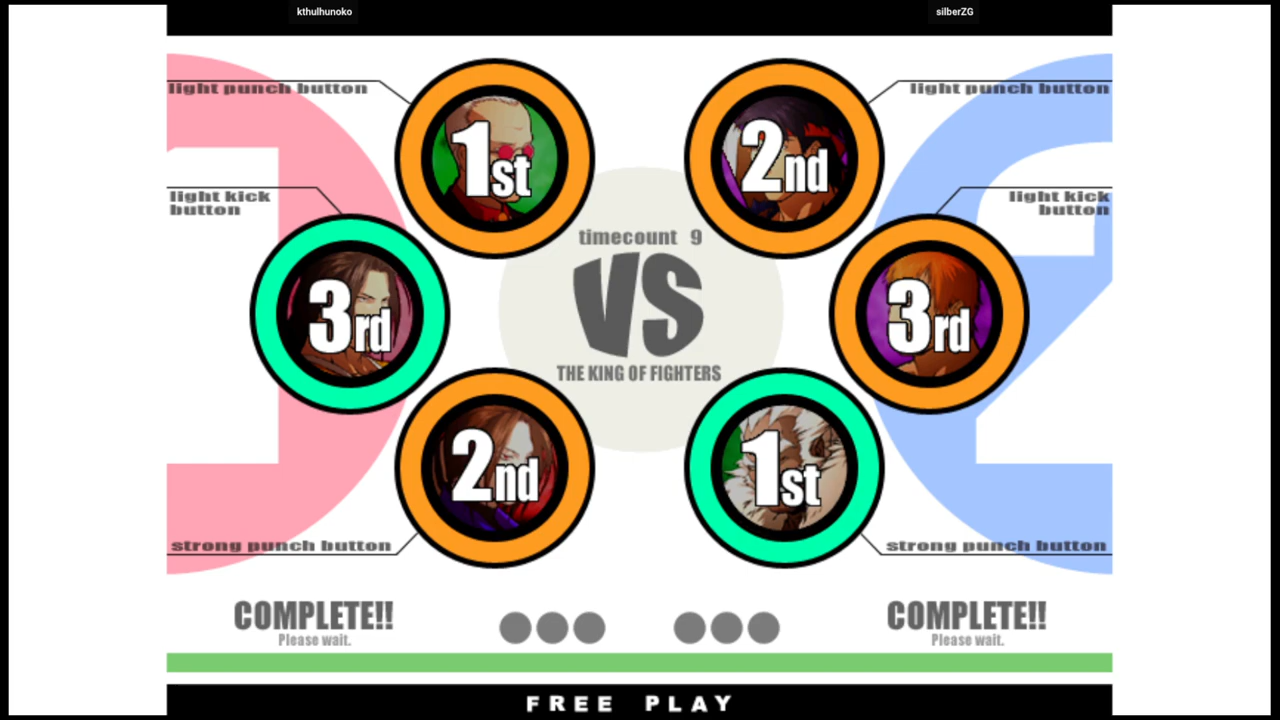 kthulhunoko
silberZG
light punch button
light punch button
1st
2nd
light kick
button
light kick
button
timecount 9
VS
THE KING OF FIGHTERS
3rd
3rd
2nd
1st
strong punch button
strong punch button
COMPLETE!!
Please wait.
COMPLETE!!
Please wait.
FREE PLAY